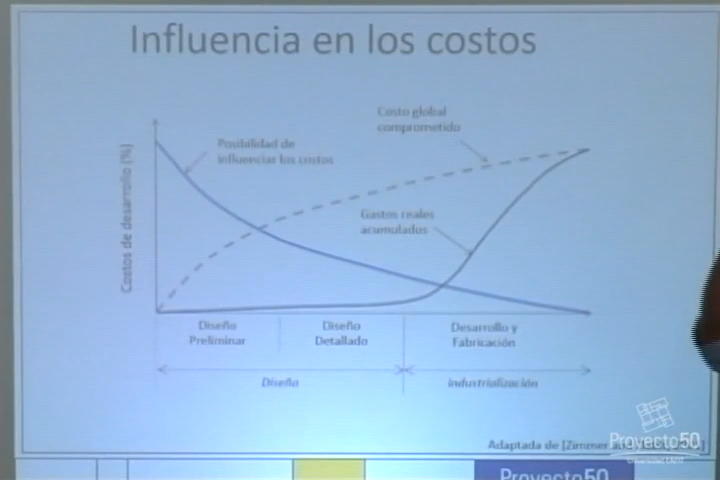 Influencia en los costos
Costo global
comprometido
Posibilidad de
influenciar los costos
Costos de desarrollo [%]
Gastos reales
acumulados
Diseño
Preliminar
Diseño
Detallado
Desarrollo y
Fabricación
Diseño
industrialización
Adaptada de [Zimmer
Proyecto50
Proyecto50